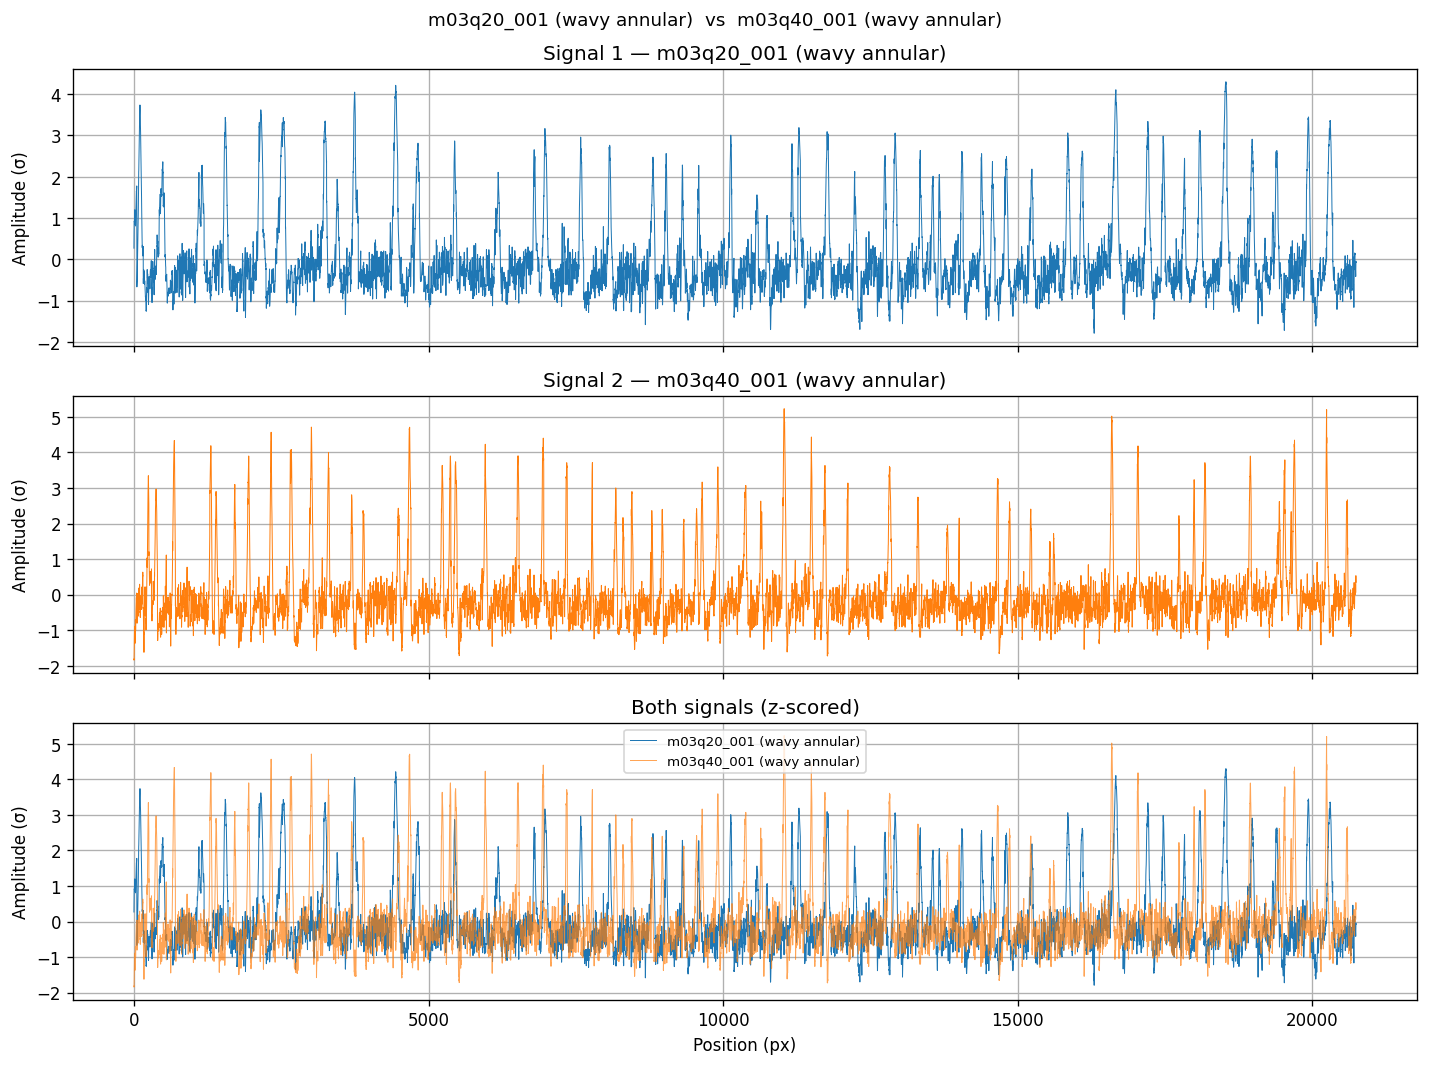 m03q20_001 (wavy annular)  vs  m03q40_001 (wavy annular)
Signal 1 — m03q20_001 (wavy annular)
4
3
2
1
0
−1
−2
Amplitude (σ)
Signal 2 — m03q40_001 (wavy annular)
5
4
3
2
1
0
−1
−2
Amplitude (σ)
Both signals (z-scored)
m03q20_001 (wavy annular)
m03q40_001 (wavy annular)
5
4
3
2
1
0
−1
−2
Amplitude (σ)
0 5000 10000 15000 20000
Position (px)